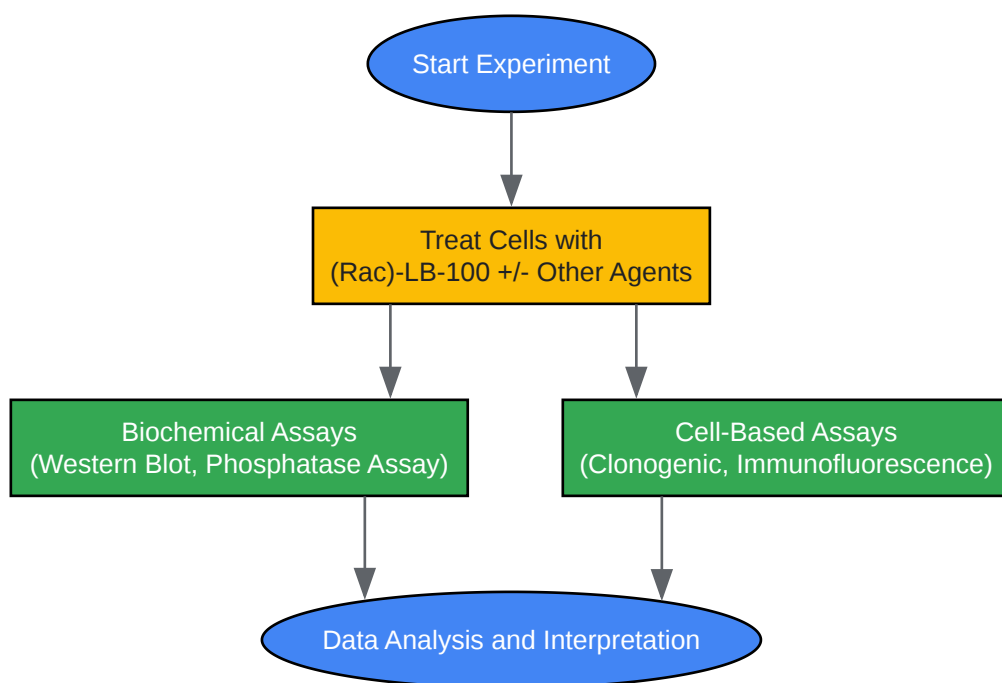 Start Experiment
Treat Cells with
(Rac)-LB-100 +/- Other Agents
Biochemical Assays
(Western Blot, Phosphatase Assay)
Cell-Based Assays
(Clonogenic, Immunofluorescence)
Data Analysis and Interpretation